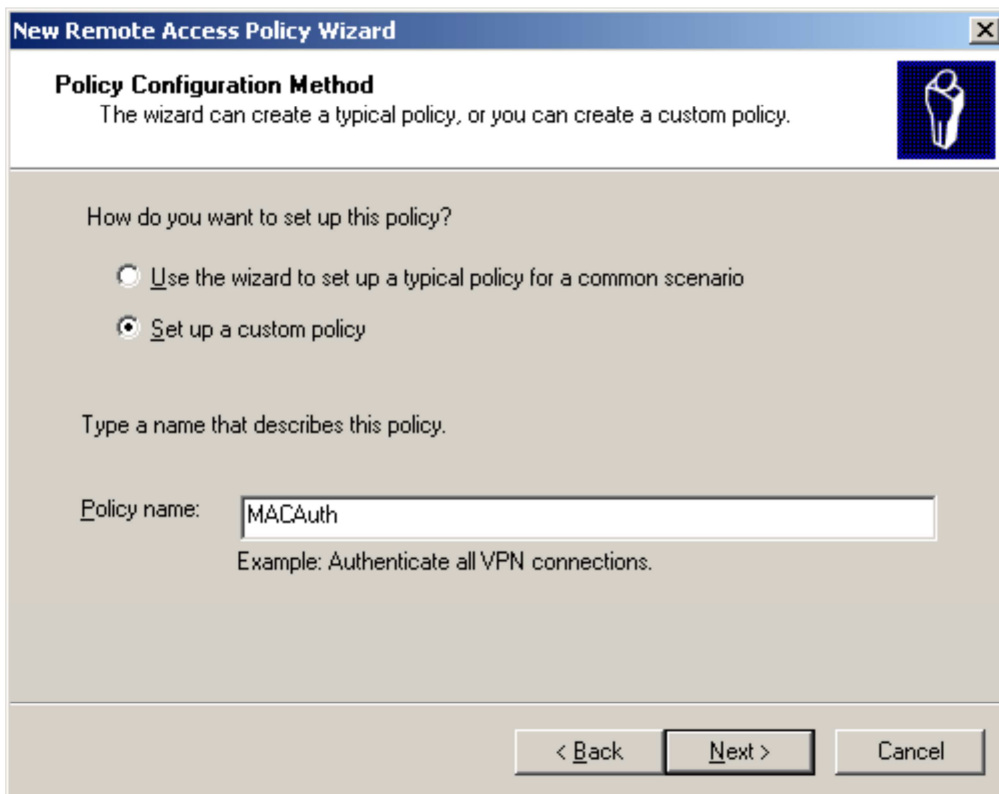 New Remote Access Policy Wizard
Policy Configuration Method
The wizard can create a typical policy, or you can create a custom policy.
How do you want to set up this policy?
Use the wizard to set up a typical policy for a common scenario
Set up a custom policy
Type a name that describes this policy.
Policy name: MACAuth
Example: Authenticate all VPN connections.
< Back Next > Cancel